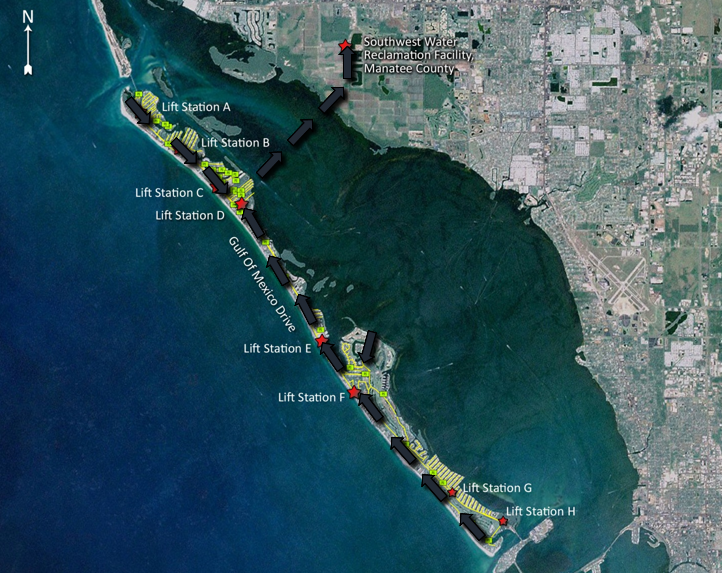 N
Southwest Water
Reclamation Facility,
Manatee County
Lift Station A
Lift Station B
Lift Station C
Lift Station D
Gulf Of Mexico Drive
Lift Station E
Lift Station F
Lift Station G
Lift Station H